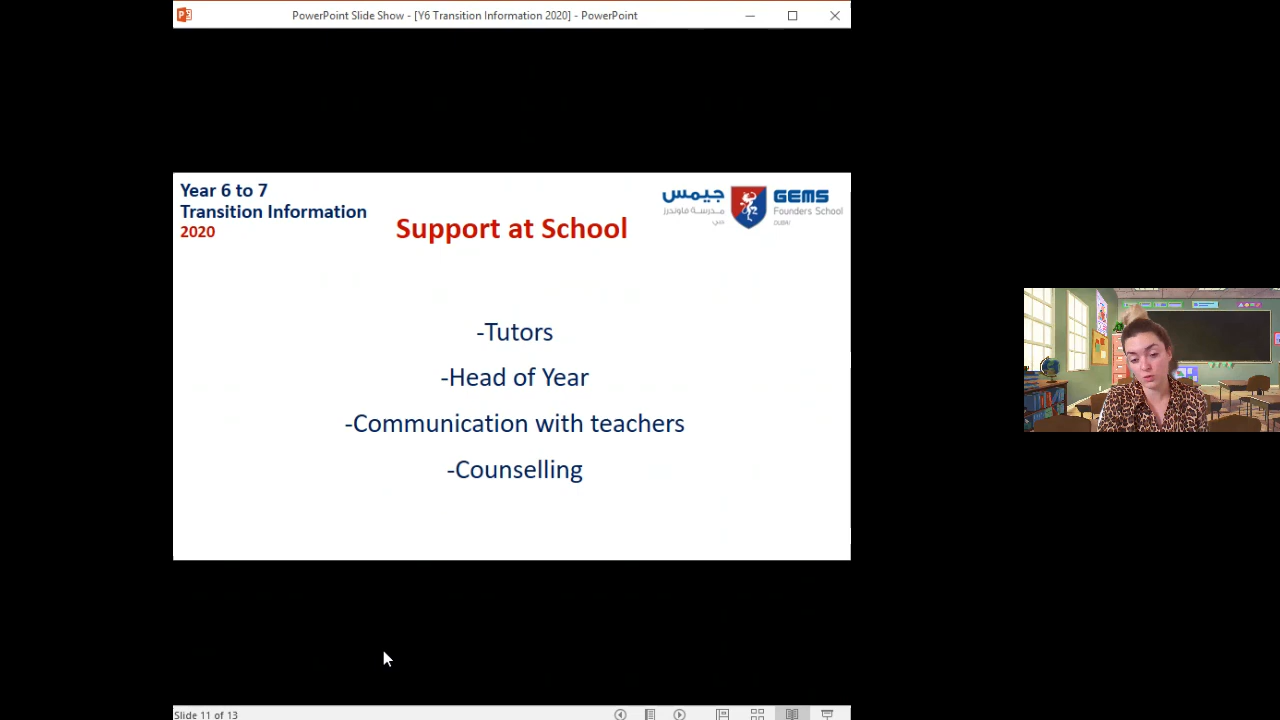 PowerPoint Slide Show - [Y6 Transition Information 2020] - PowerPoint
Year 6 to 7
Transition Information
2020
Support at School
جيمس
مدرسة فاوندرز
دبي
GEMS
Founders School
DUBAI
-Tutors
-Head of Year
-Communication with teachers
-Counselling
Slide 11 of 13